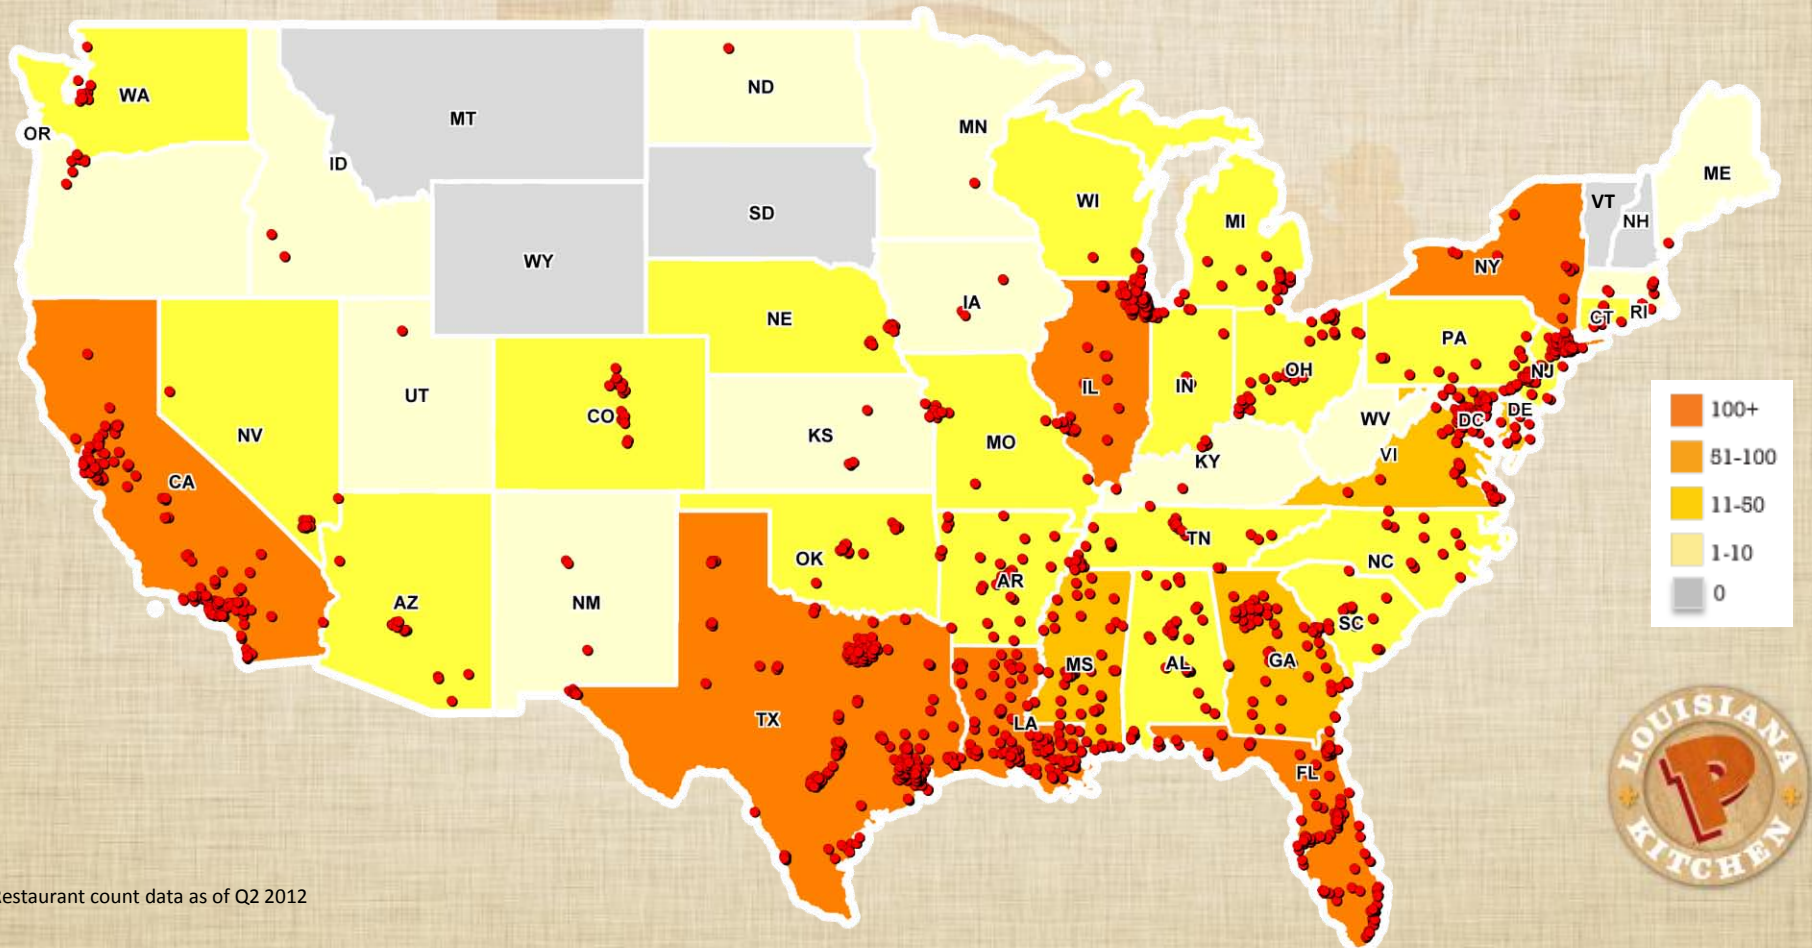 WA
OR
MT
ID
ND
MN
SD
WY
WI
MI
VT
NH
ME
NY
IA
NE
CT
RI
PA
NV
UT
CO
KS
MO
IL
IN
OH
NJ
WV
DC
DE
VI
KY
CA
AZ
NM
OK
AR
TN
NC
SC
MS
AL
GA
TX
LA
FL
100+
51-100
11-50
1-10
0
LOUISIANA
P
KITCHEN
estaurant count data as of Q2 2012